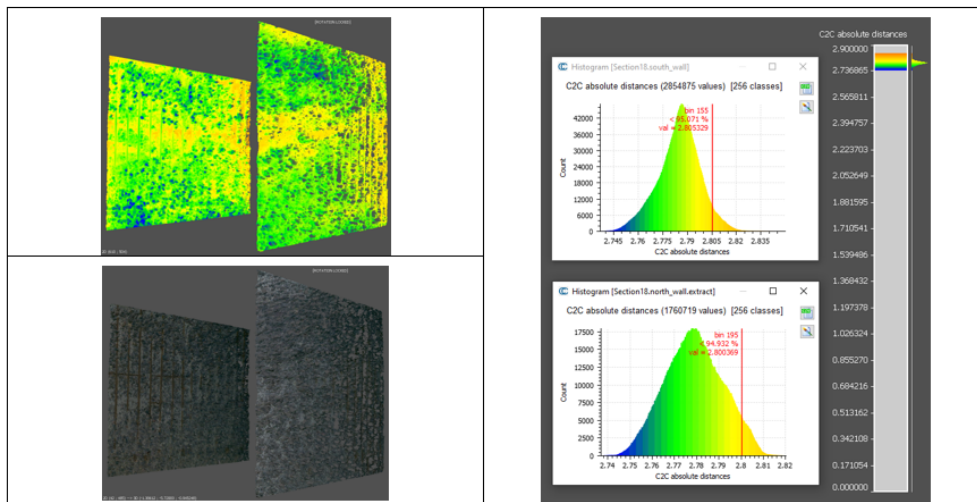 [ROTATION LOCKED]
[ROTATION LOCKED]
C2C absolute distances
2.900000
2.736865
2.565811
2.394757
2.223703
2.052649
1.881595
1.710541
1.539486
1.368432
1.197378
1.026324
0.855270
0.684216
0.513162
0.342108
0.171054
0.000000
Histogram [Section18.south_wall]
C2C absolute distances (2854875 values) [256 classes]
bin 155
< 95.071 %
val = 2.805329
Count
42000
36000
30000
24000
18000
12000
6000
0
2.745 2.76 2.775 2.79 2.805 2.82 2.835
C2C absolute distances
Histogram [Section18.north_wall.extract]
C2C absolute distances (1760719 values) [256 classes]
bin 195
< 94.932 %
val = 2.800369
Count
17500
15000
12500
10000
7500
5000
2500
0
2.74 2.75 2.76 2.77 2.78 2.79 2.8 2.81 2.82
C2C absolute distances